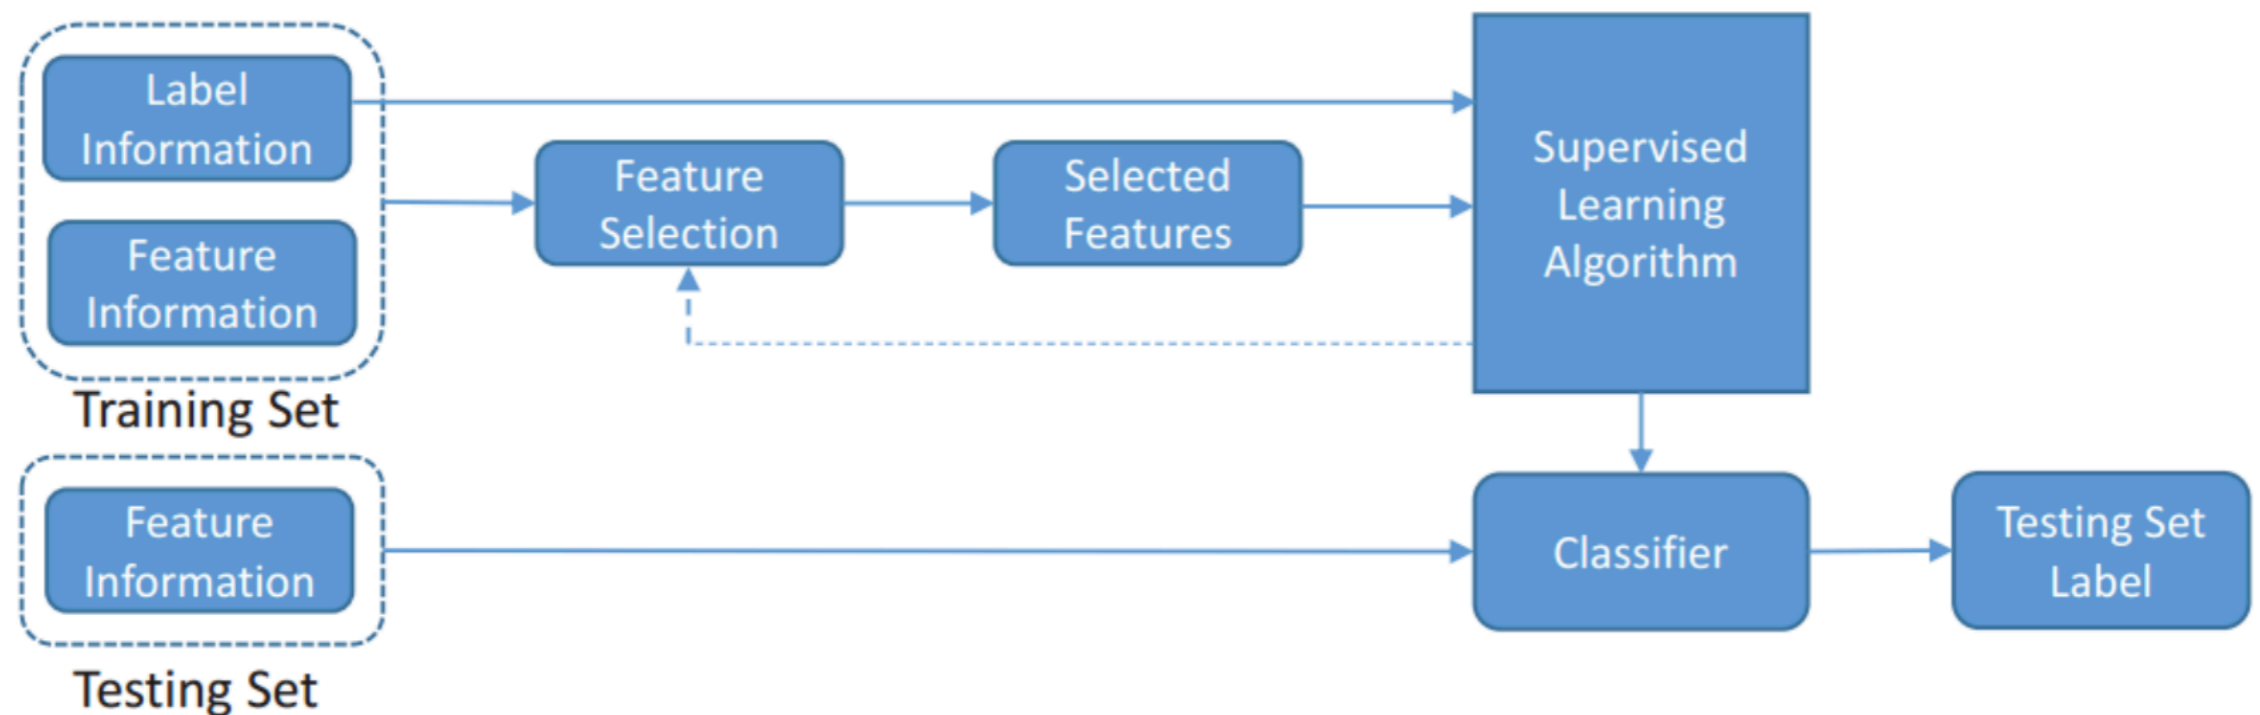 Label
Information
Feature
Information
Training Set
Feature
Selection
Selected
Features
Supervised
Learning
Algorithm
Feature
Information
Testing Set
Classifier
Testing Set
Label